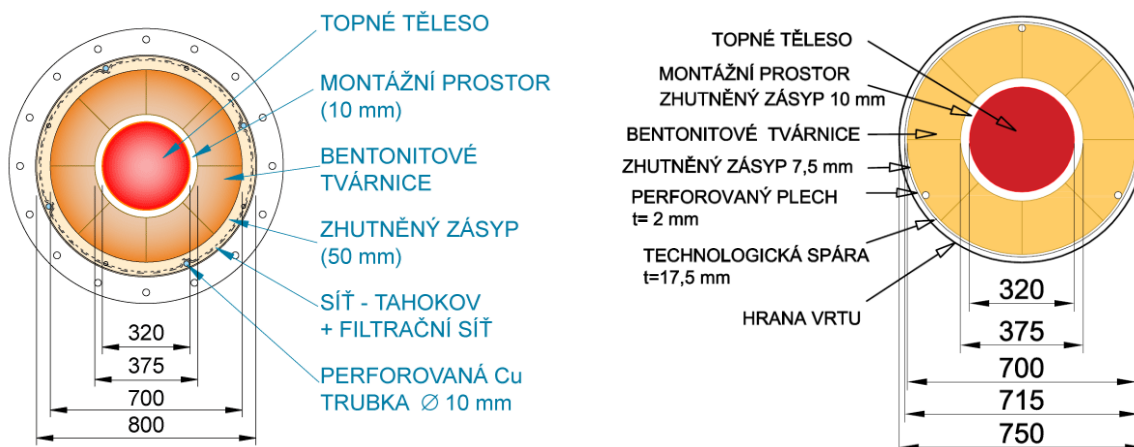 TOPNÉ TĚLESO
MONTÁŽNÍ PROSTOR
(10 mm)
BENTONITOVÉ
TVÁRNICE
ZHUTNĚNÝ ZÁSYP
(50 mm)
SÍŤ - TAHOKOV
+ FILTRAČNÍ SÍŤ
PERFOROVANÁ Cu
TRUBKA ∅ 10 mm
320
375
700
800
TOPNÉ TĚLESO
MONTÁŽNÍ PROSTOR
ZHUTNĚNÝ ZÁSYP 10 mm
BENTONITOVÉ TVÁRNICE
ZHUTNĚNÝ ZÁSYP 7,5 mm
PERFOROVANÝ PLECH
t= 2 mm
TECHNOLOGICKÁ SPÁRA
t=17,5 mm
HRANA VRTU
320
375
700
715
750